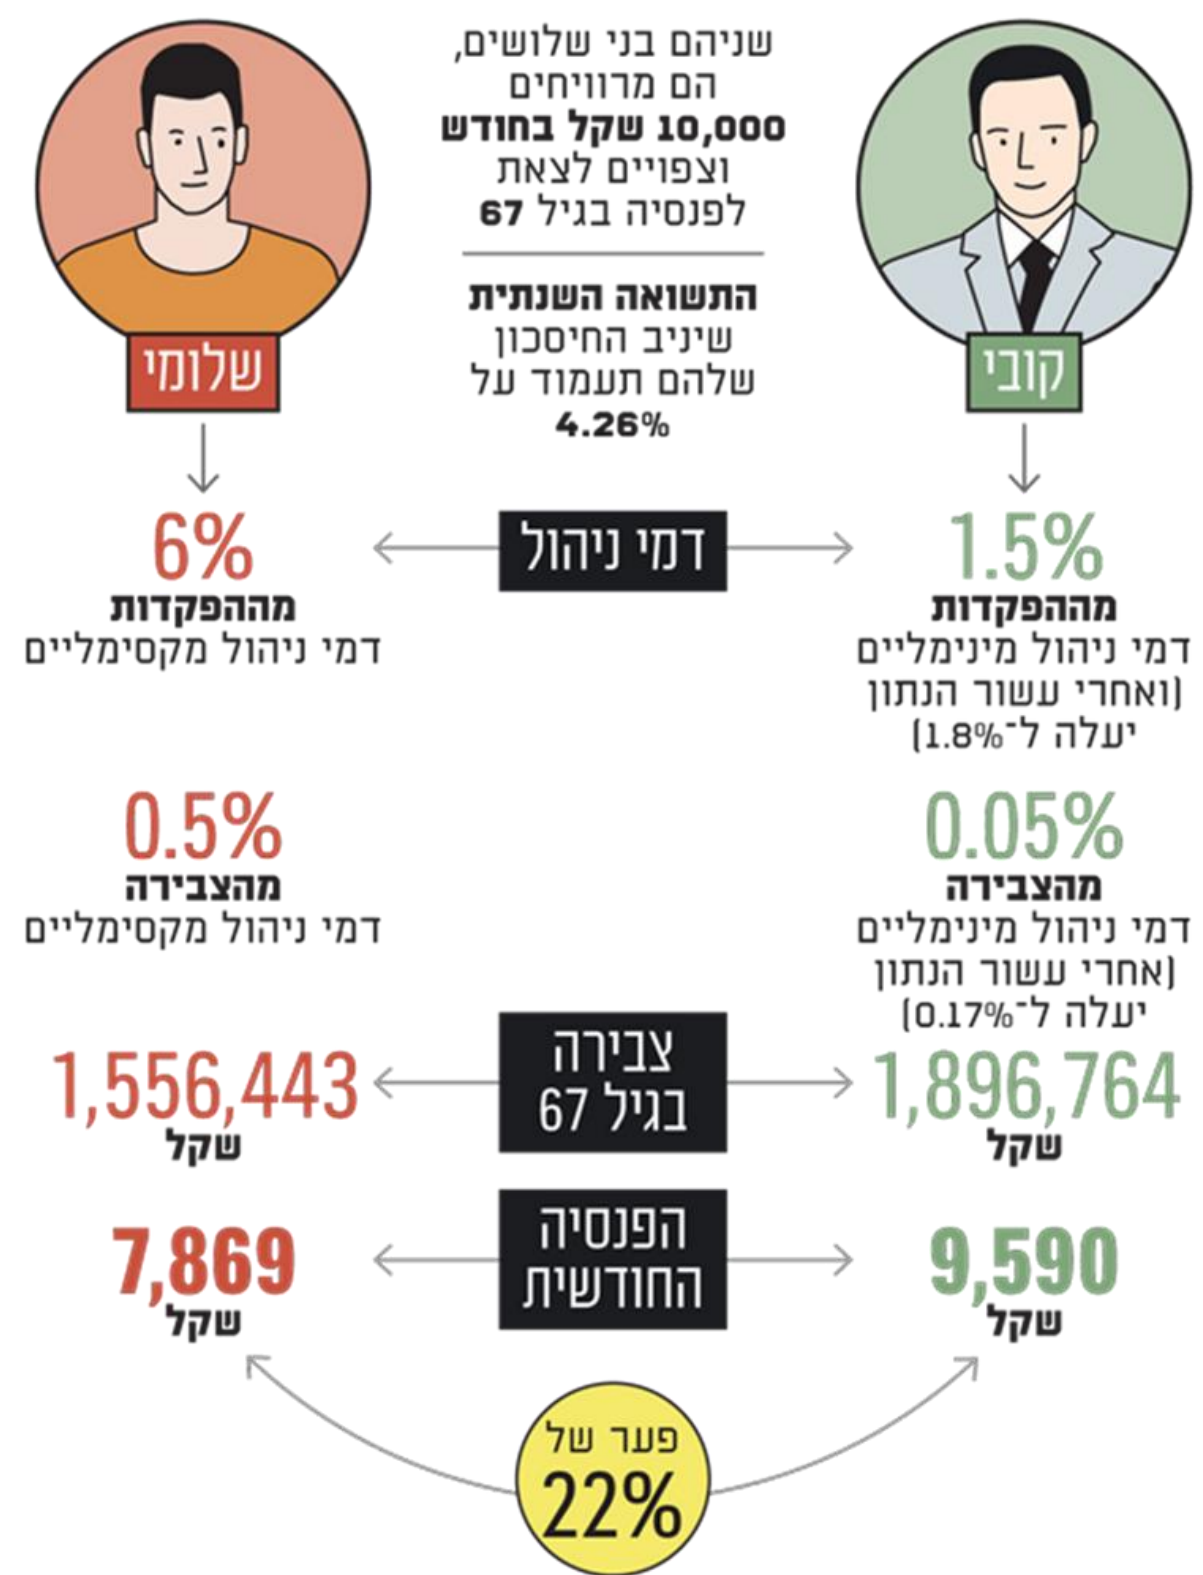 שניהם בני שלושים,
הם מרוויחים
10,000 שקל בחודש
וצפויים לצאת
לפנסיה בגיל 67
התשואה השנתית
שיניב החיסכון
שלהם תעמוד על
4.26%
קובי
שלומי
דמי ניהול
1.5%
מההפקדות
דמי ניהול מינימליים
(ואחרי עשור הנתון
יעלה ל־1.8%)
6%
מההפקדות
דמי ניהול מקסימליים
0.05%
מהצבירה
דמי ניהול מינימליים
(אחרי עשור הנתון
יעלה ל־0.17%)
0.5%
מהצבירה
דמי ניהול מקסימליים
צבירה
בגיל 67
1,896,764
שקל
1,556,443
שקל
הפנסיה
החודשית
9,590
שקל
7,869
שקל
פער של
22%